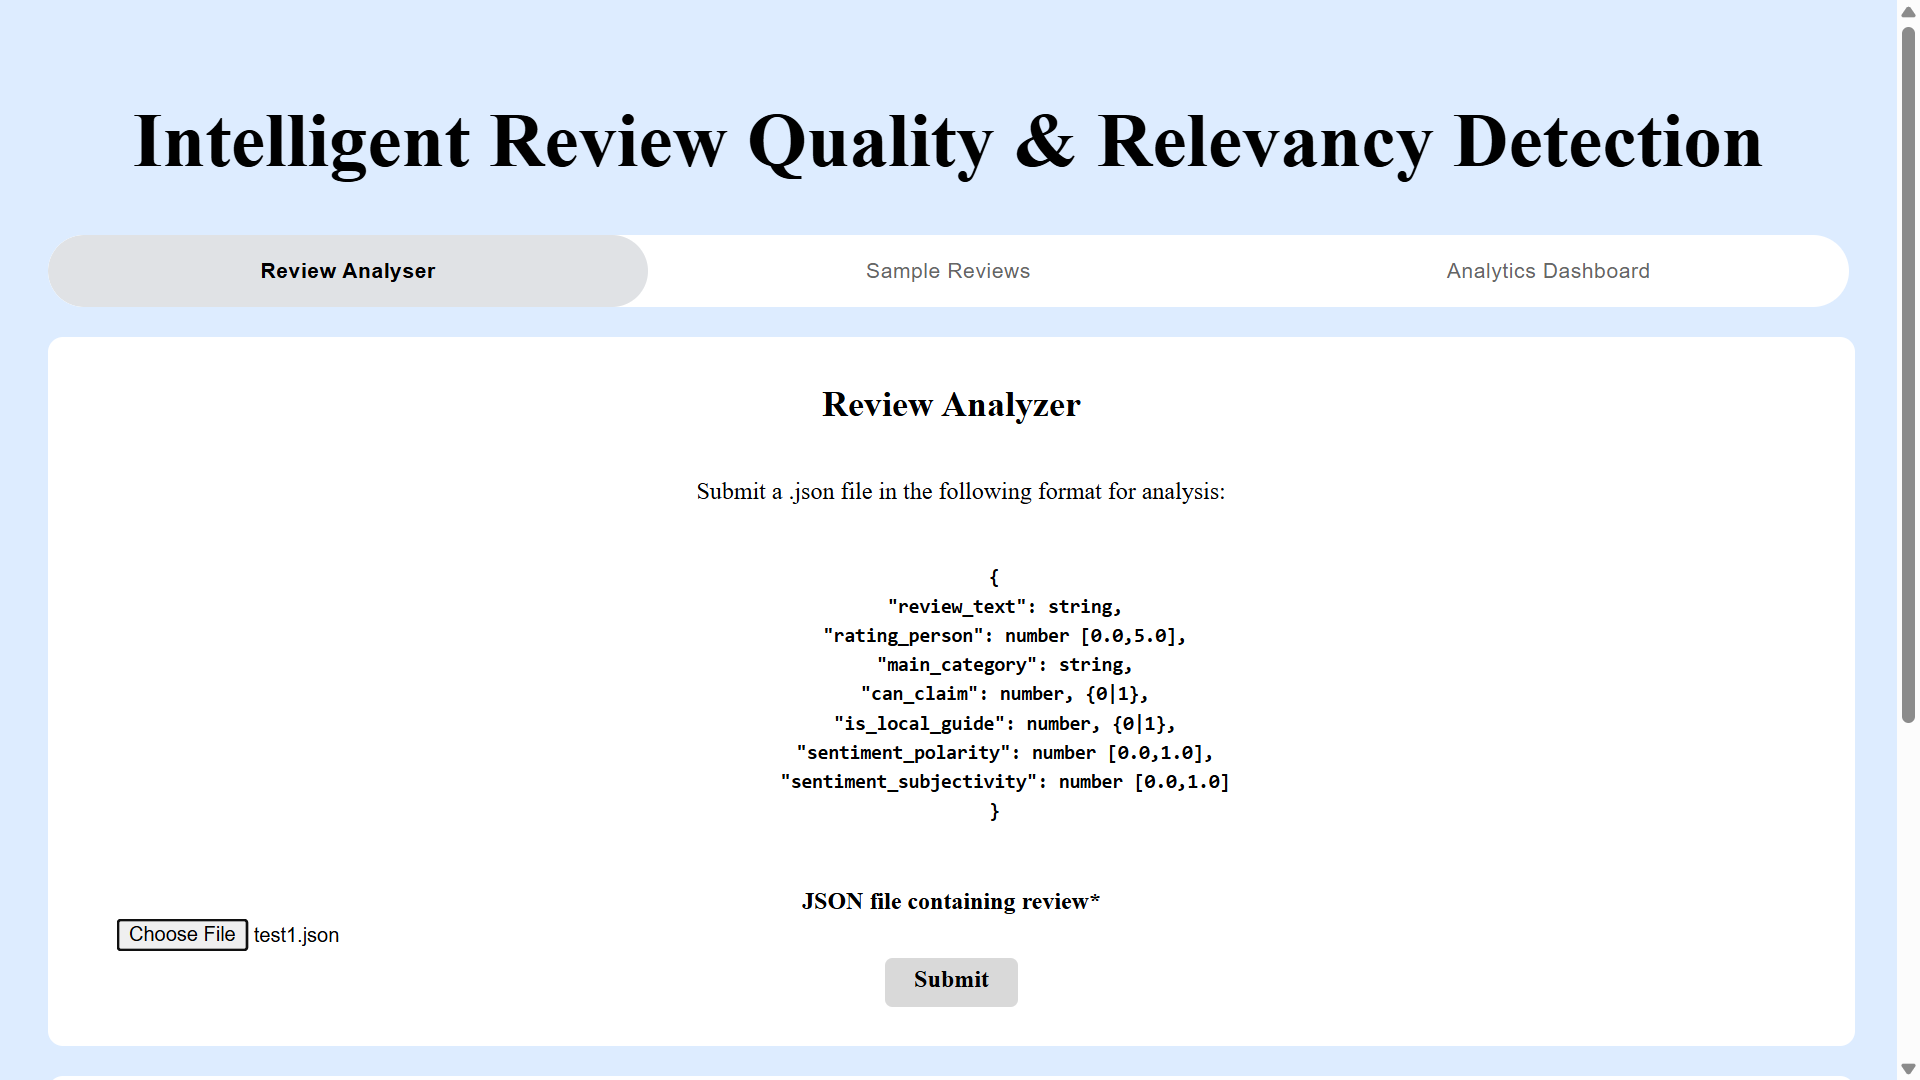 Intelligent Review Quality & Relevancy Detection
Review Analyser
Sample Reviews
Analytics Dashboard
Review Analyzer
Submit a .json file in the following format for analysis:
{
"review_text": string,
"rating_person": number [0.0,5.0],
"main_category": string,
"can_claim": number, {0|1},
"is_local_guide": number, {0|1},
"sentiment_polarity": number [0.0,1.0],
"sentiment_subjectivity": number [0.0,1.0]
}
JSON file containing review*
Choose File test1.json
Submit